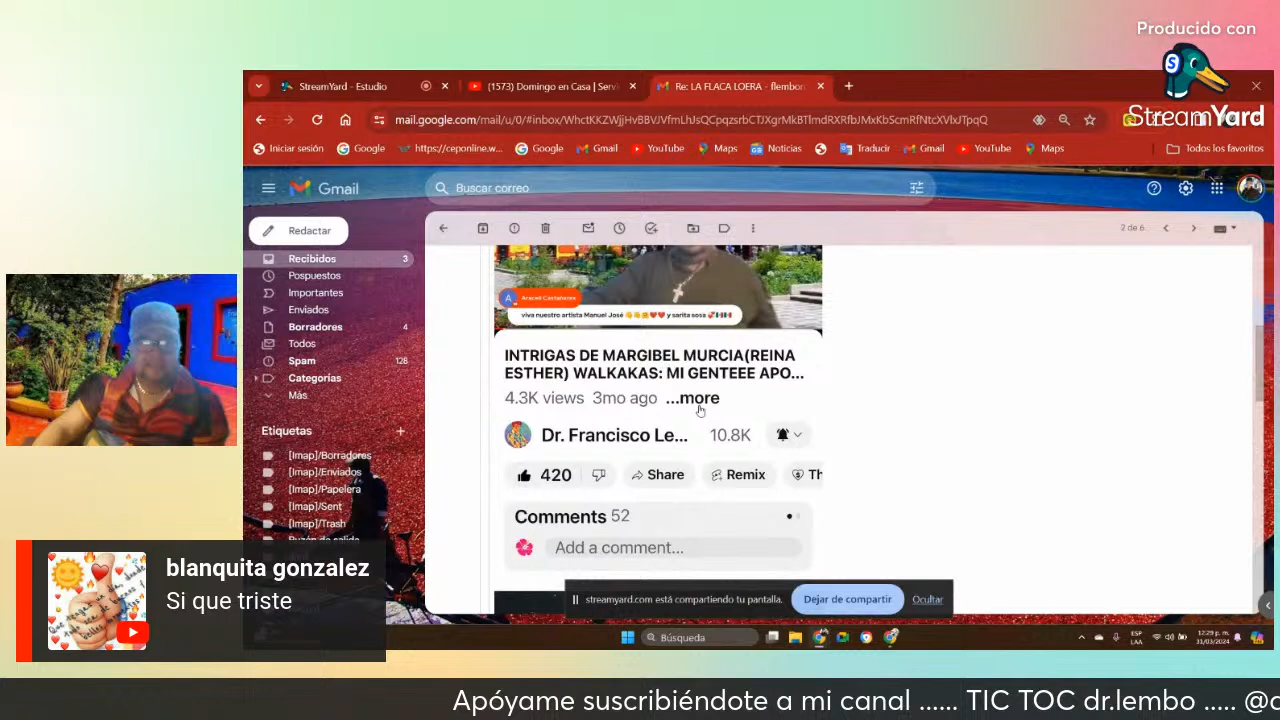 Producido con
StreamYard
StreamYard - Estudio
(1573) Domingo en Casa | Serv
Re: LA FLACA LOERA - flembon
mail.google.com/mail/u/0/#inbox/
Iniciar sesión
Google
https://ceponline.w...
Google
Gmail
YouTube
Maps
Noticias
Traducir
Gmail
YouTube
Maps
Todos los favoritos
Gmail
Buscar correo
Redactar
2 de 6
Recibidos 3
Pospuestos
Importantes
Enviados
Borradores 4
Todos
Spam 128
Categorías
Más
Etiquetas
[Imap]/Borradores
[Imap]/Enviados
[Imap]/Papelera
[Imap]/Sent
[Imap]/Trash
A
viva nuestro artista Manuel José
y sarita sosa
INTRIGAS DE MARGIBEL MURCIA(REINA
ESTHER) WALKAKAS: MI GENTEEE APO...
4.3K views 3mo ago ...more
Dr. Francisco Le... 10.8K
420 Share Remix Th
Comments 52
Add a comment...
streamyard.com está compartiendo tu pantalla.
Dejar de compartir
Ocultar
Búsqueda
ESP
LAA
12:29 p. m.
31/03/2024
blanquita gonzalez
Si que triste
Apóyame suscribiéndote a mi canal ...... TIC TOC dr.lembo ..... @